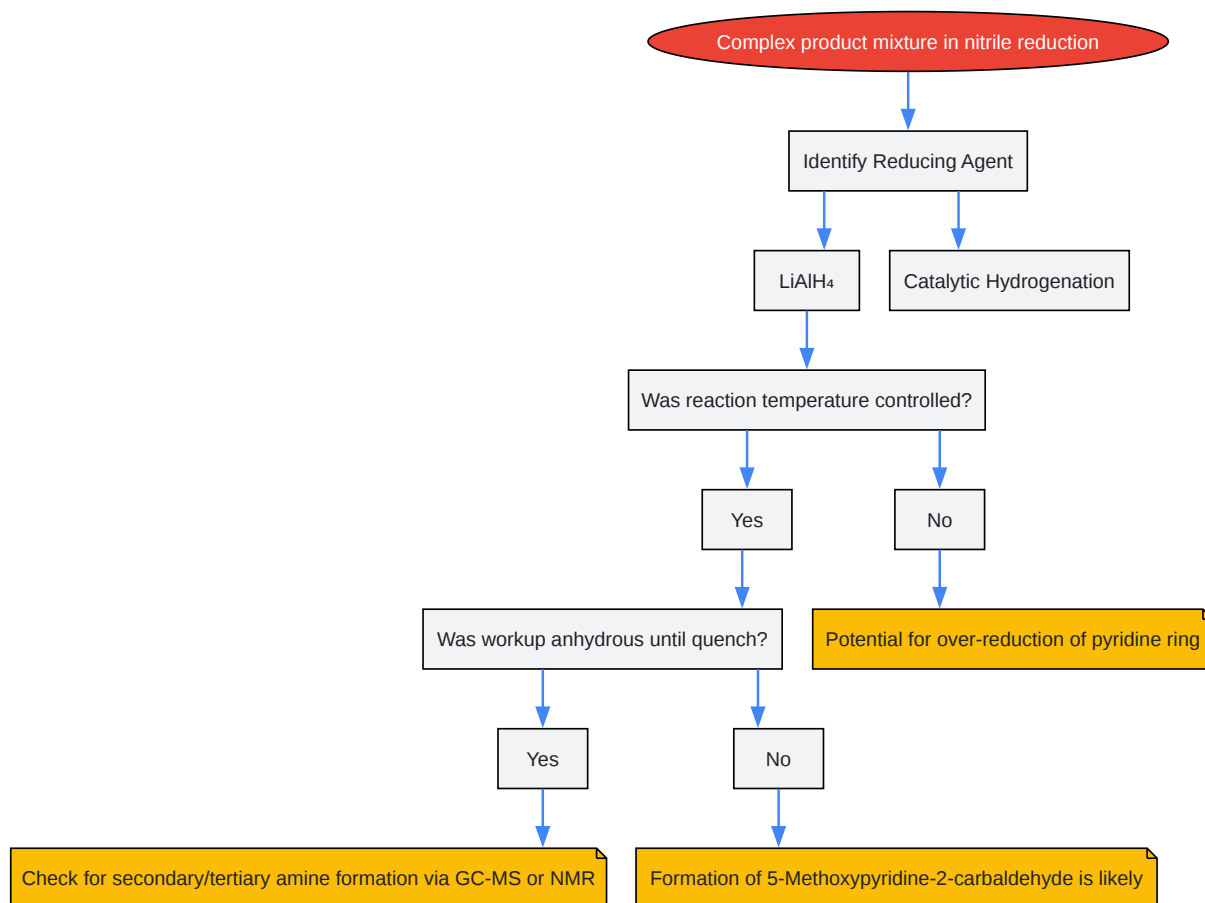 Complex product mixture in nitrile reduction
Identify Reducing Agent
LiAlH₄
Catalytic Hydrogenation
Was reaction temperature controlled?
Yes
No
Was workup anhydrous until quench?
Potential for over-reduction of pyridine ring
Yes
No
Check for secondary/tertiary amine formation via GC-MS or NMR
Formation of 5-Methoxypyridine-2-carbaldehyde is likely